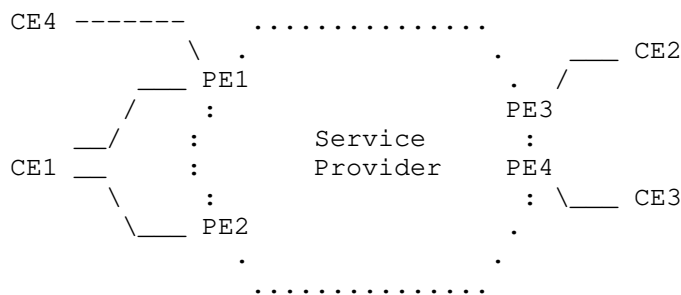 CE4
CE2
PE1
PE3
Service
CE1 Provider PE4
CE3
PE2